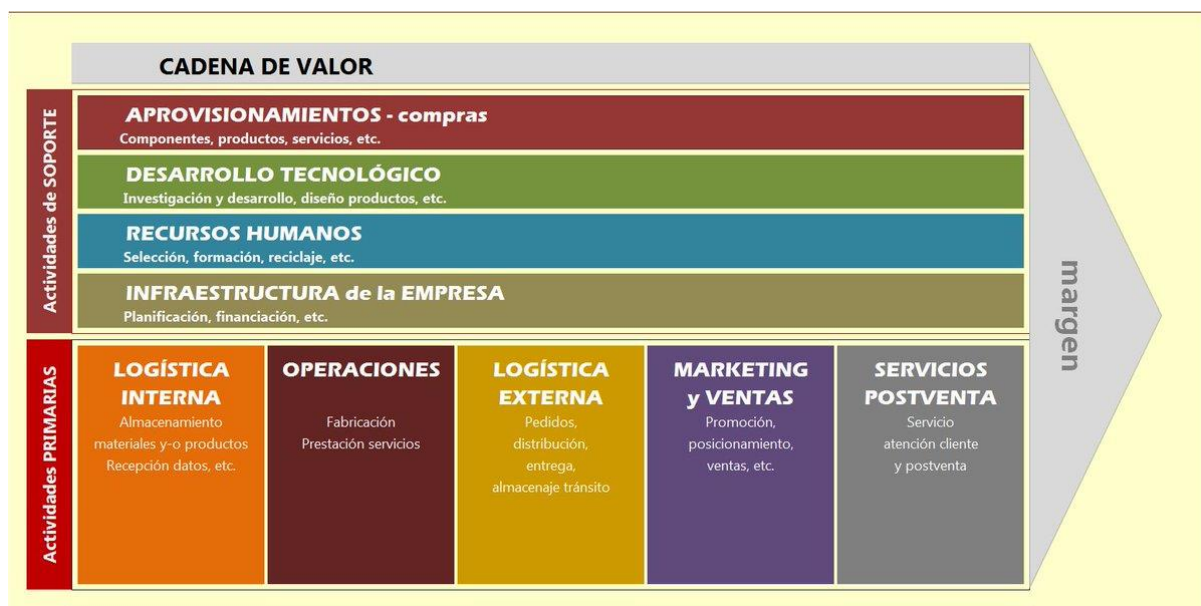 CADENA DE VALOR
Actividades de SOPORTE
APROVISIONAMIENTOS - compras
Componentes, productos, servicios, etc.
DESARROLLO TECNOLÓGICO
Investigación y desarrollo, diseño productos, etc.
RECURSOS HUMANOS
Selección, formación, reciclaje, etc.
INFRAESTRUCTURA de la EMPRESA
Planificación, financiación, etc.
margen
Actividades PRIMARIAS
LOGÍSTICA
INTERNA
Almacenamiento
materiales y-o productos
Recepción datos, etc.
OPERACIONES
Fabricación
Prestación servicios
LOGÍSTICA
EXTERNA
Pedidos,
distribución,
entrega,
almacenaje tránsito
MARKETING
y VENTAS
Promoción,
posicionamiento,
ventas, etc.
SERVICIOS
POSTVENTA
Servicio
atención cliente
y postventa